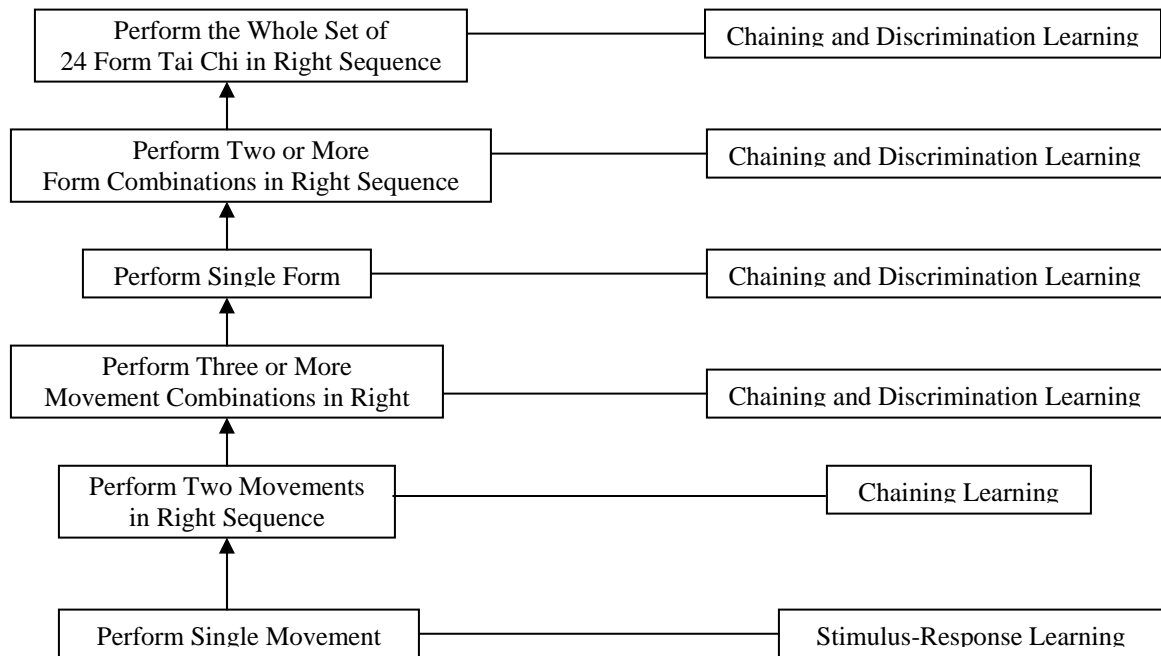 Perform the Whole Set of
24 Form Tai Chi in Right Sequence
Chaining and Discrimination Learning
Perform Two or More
Form Combinations in Right Sequence
Chaining and Discrimination Learning
Perform Single Form
Chaining and Discrimination Learning
Perform Three or More
Movement Combinations in Right
Chaining and Discrimination Learning
Perform Two Movements
in Right Sequence
Chaining Learning
Perform Single Movement
Stimulus-Response Learning